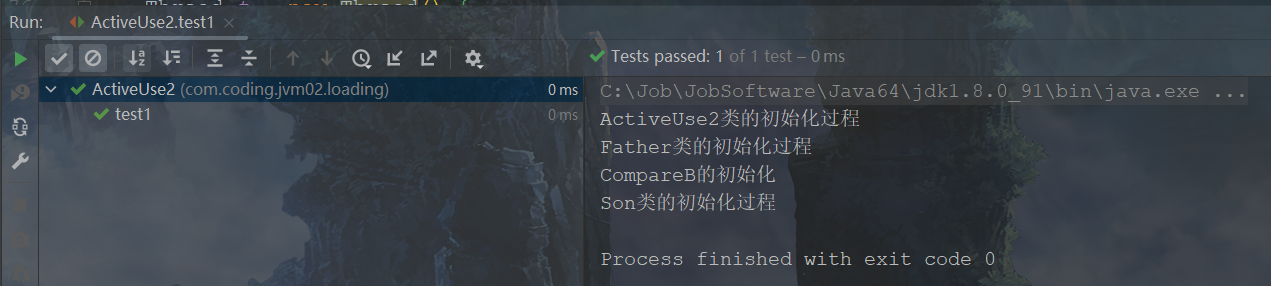 Run: ActiveUse2.test1 ×
Tests passed: 1 of 1 test – 0 ms
ActiveUse2 (com.coding.jvm02.loading) 0 ms
test1 0 ms
C:\Job\JobSoftware\Java64\jdk1.8.0_91\bin\java.exe ...
ActiveUse2类的初始化过程
Father类的初始化过程
CompareB的初始化
Son类的初始化过程
Process finished with exit code 0